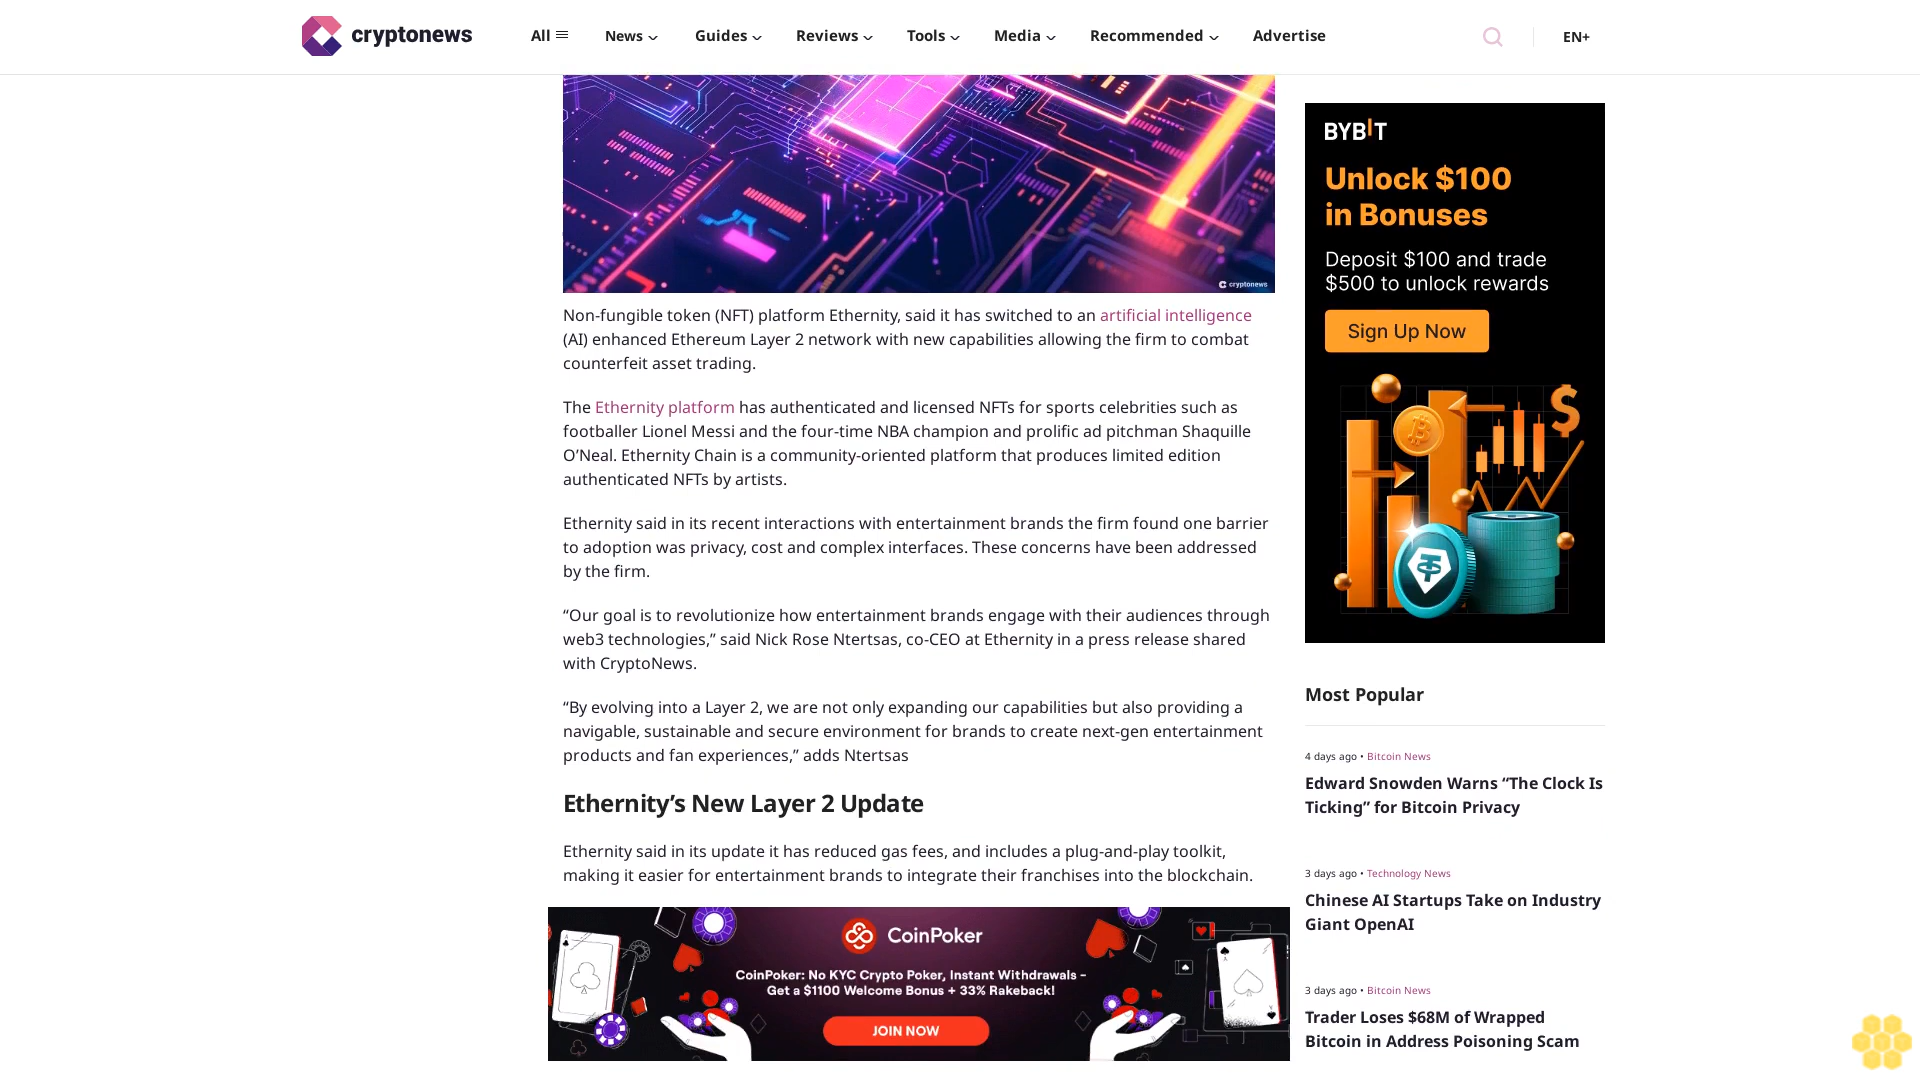 cryptonews
All
News
Guides
Reviews
Tools
Media
Recommended
Advertise
EN+
cryptonews
Non-fungible token (NFT) platform Ethernity, said it has switched to an artificial intelligence
(AI) enhanced Ethereum Layer 2 network with new capabilities allowing the firm to combat
counterfeit asset trading.
The Ethernity platform has authenticated and licensed NFTs for sports celebrities such as
footballer Lionel Messi and the four-time NBA champion and prolific ad pitchman Shaquille
O’Neal. Ethernity Chain is a community-oriented platform that produces limited edition
authenticated NFTs by artists.
Ethernity said in its recent interactions with entertainment brands the firm found one barrier
to adoption was privacy, cost and complex interfaces. These concerns have been addressed
by the firm.
“Our goal is to revolutionize how entertainment brands engage with their audiences through
web3 technologies,” said Nick Rose Ntertsas, co-CEO at Ethernity in a press release shared
with CryptoNews.
“By evolving into a Layer 2, we are not only expanding our capabilities but also providing a
navigable, sustainable and secure environment for brands to create next-gen entertainment
products and fan experiences,” adds Ntertsas
Ethernity’s New Layer 2 Update
Ethernity said in its update it has reduced gas fees, and includes a plug-and-play toolkit,
making it easier for entertainment brands to integrate their franchises into the blockchain.
CoinPoker
CoinPoker: No KYC Crypto Poker, Instant Withdrawals –
Get a $1100 Welcome Bonus + 33% Rakeback!
JOIN NOW
BYBIT
Unlock $100
in Bonuses
Deposit $100 and trade
$500 to unlock rewards
Sign Up Now
Most Popular
4 days ago • Bitcoin News
Edward Snowden Warns “The Clock Is
Ticking” for Bitcoin Privacy
3 days ago • Technology News
Chinese AI Startups Take on Industry
Giant OpenAI
3 days ago • Bitcoin News
Trader Loses $68M of Wrapped
Bitcoin in Address Poisoning Scam